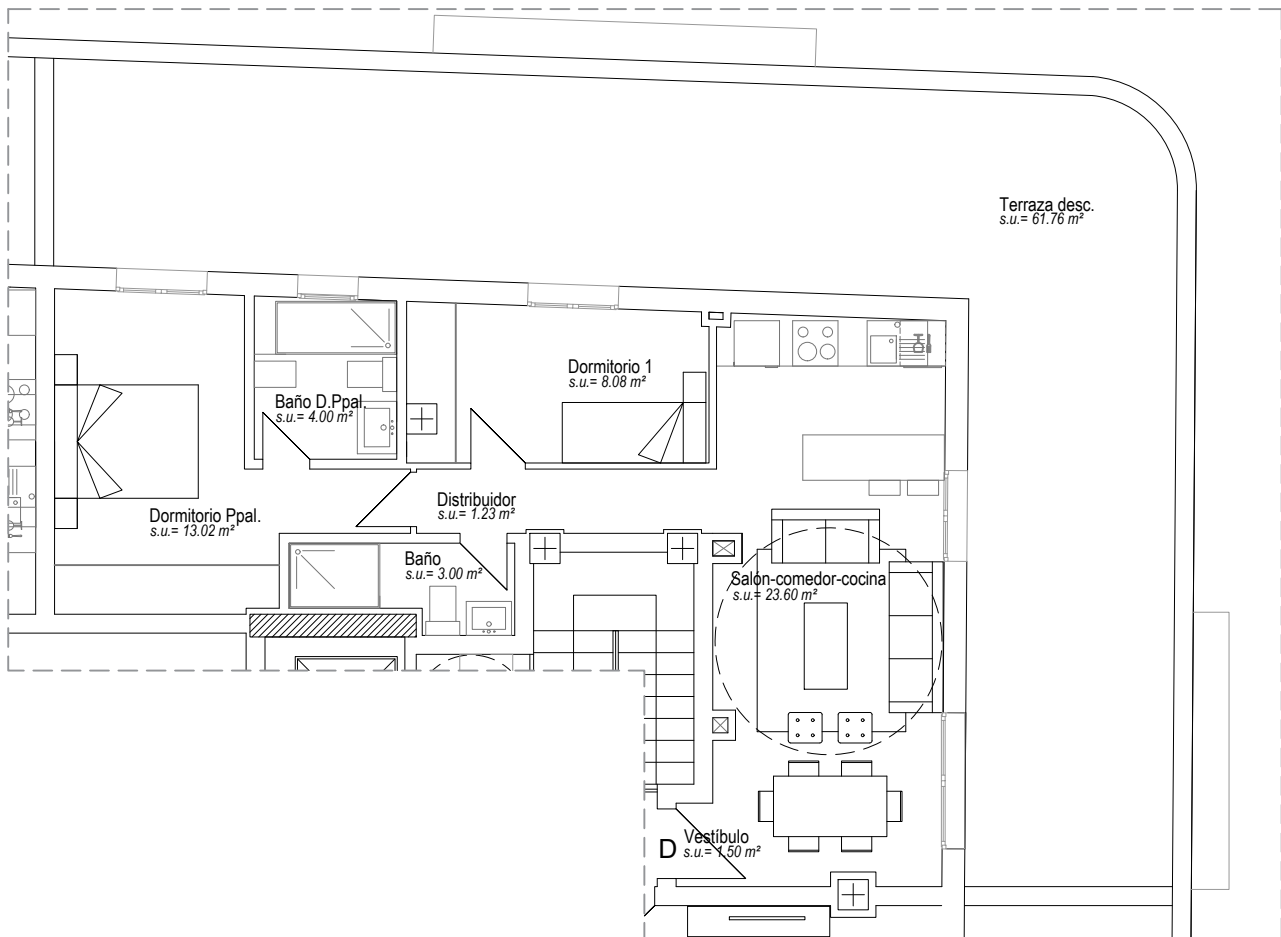 Terraza desc.
s.u.= 61.76 m²
Dormitorio 1
s.u.= 8.08 m²
Baño D.Ppal.
s.u.= 4.00 m²
Distribuidor
s.u.= 1.23 m²
Dormitorio Ppal.
s.u.= 13.02 m²
Baño
s.u.= 3.00 m²
Salón-comedor-cocina
s.u.= 23.60 m²
D
Vestíbulo
s.u.= 1.50 m²